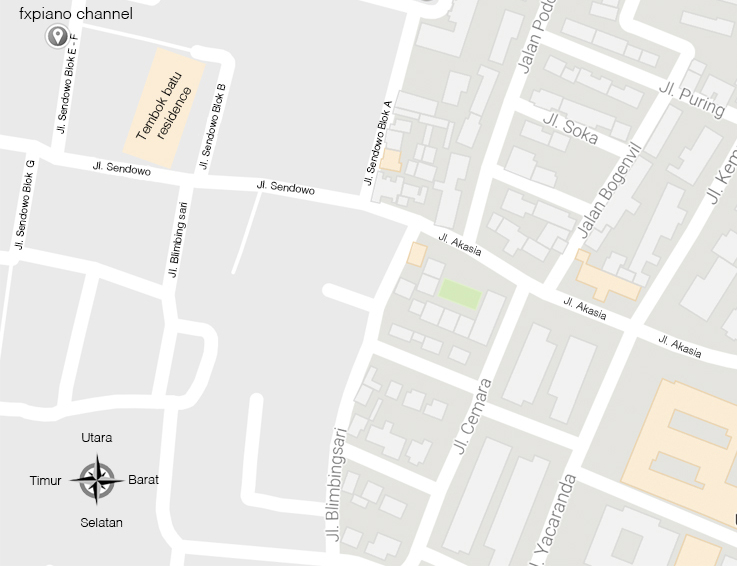 fxpiano channel
Jl. Sendowo Blok E - F
Tembok batu
residence
Jl. Sendowo Blok B
Jl. Sendowo Blok A
Jl. Sendowo Blok G
Jl. Sendowo
Jl. Sendowo
Jl. Blimbing sari
Jl. Akasia
Jl. Akasia
Jl. Akasia
Jalan Podo
Jl. Puring
Jl. Soka
Jalan Bogenvil
Jl. Kem
Jl. Cemara
Jl. Blimbingsari
Jl. Yacaranda
Utara
Timur
Barat
Selatan